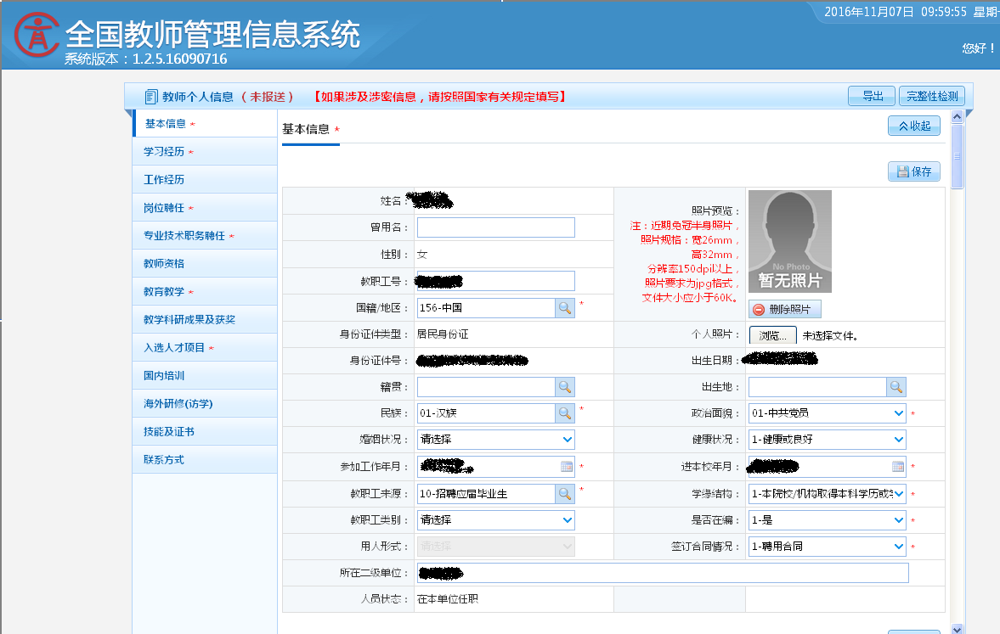 2016年11月07日 09:59:55 星期
全国教师管理信息系统
系统版本：1.2.5.16090716
您好！
教师个人信息 （ 未报送 ） 【如果涉及涉密信息，请按照国家有关规定填写】 导出 完整性检测
基本信息 *
学习经历 *
工作经历
岗位聘任 *
专业技术职务聘任 *
教师资格
教育教学 *
教学科研成果及获奖
入选人才项目 *
国内培训
海外研修(访学)
技能及证书
联系方式
基本信息 * 收起
保存
姓名：
曾用名：
性别： 女
教职工号：
国籍/地区： 156-中国 *
照片预览：
注：近期免冠半身照片，
照片规格：宽26mm，
高32mm，
分辨率150dpi以上，
照片要求为jpg格式，
文件大小应小于60K。
No Photo
暂无照片
删除照片
身份证件类型： 居民身份证 个人照片： 浏览... 未选择文件。
身份证件号： 出生日期：
籍贯： 出生地：
民族： 01-汉族 * 政治面貌： 01-中共党员 *
婚姻状况： 请选择 健康状况： 1-健康或良好
参加工作年月： * 进本校年月： *
教职工来源： 10-招聘应届毕业生 * 学缘结构： 1-本院校/机构取得本科学历或 *
教职工类别： 请选择 是否在编： 1-是 *
用人形式： 请选择 签订合同情况： 1-聘用合同 *
所在二级单位：
人员状态： 在本单位任职